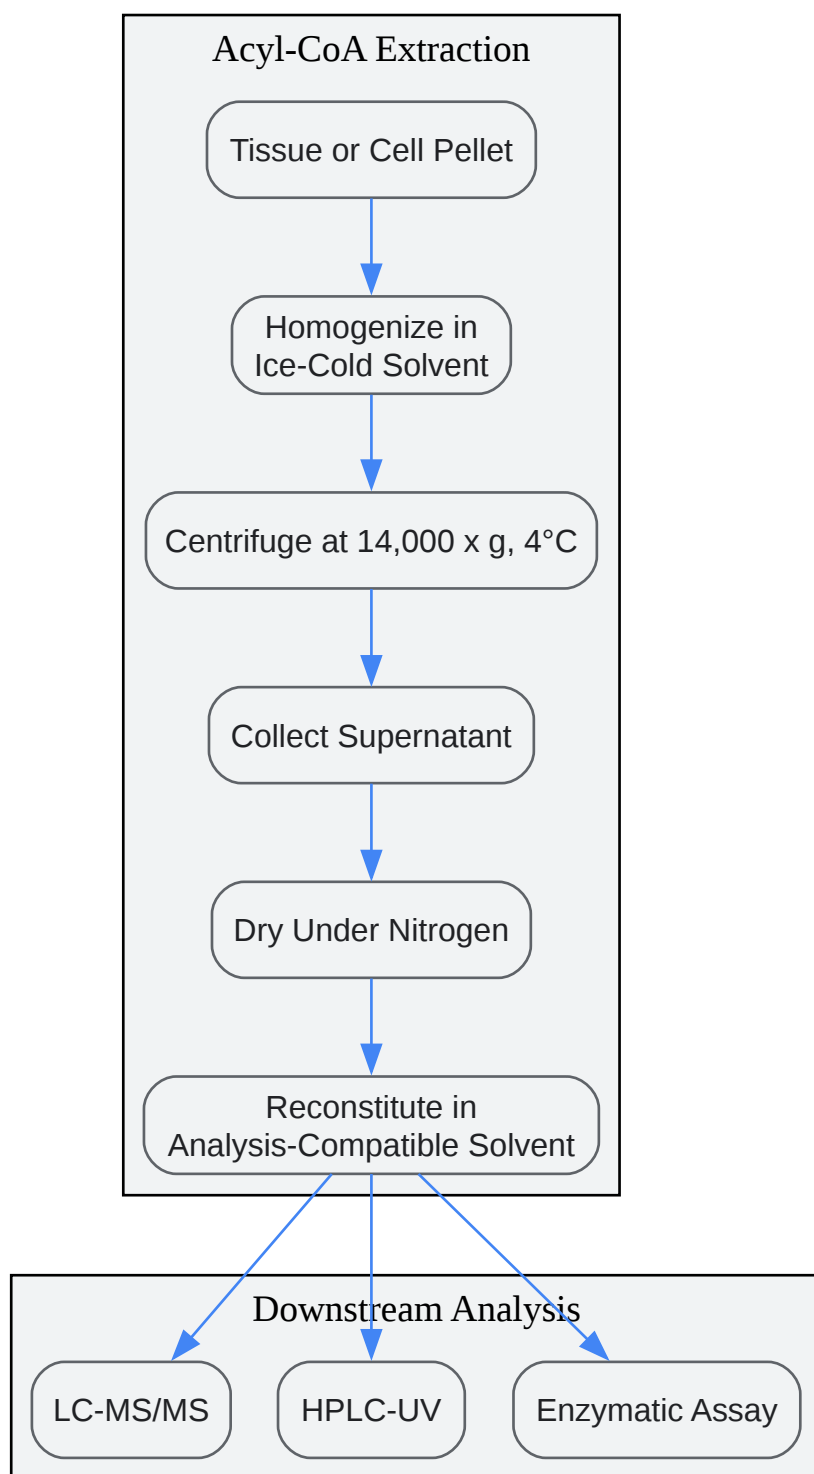 Acyl-CoA Extraction
Tissue or Cell Pellet
Homogenize in
Ice-Cold Solvent
Centrifuge at 14,000 x g, 4°C
Collect Supernatant
Dry Under Nitrogen
Reconstitute in
Analysis-Compatible Solvent
Downstream Analysis
LC-MS/MS
HPLC-UV
Enzymatic Assay